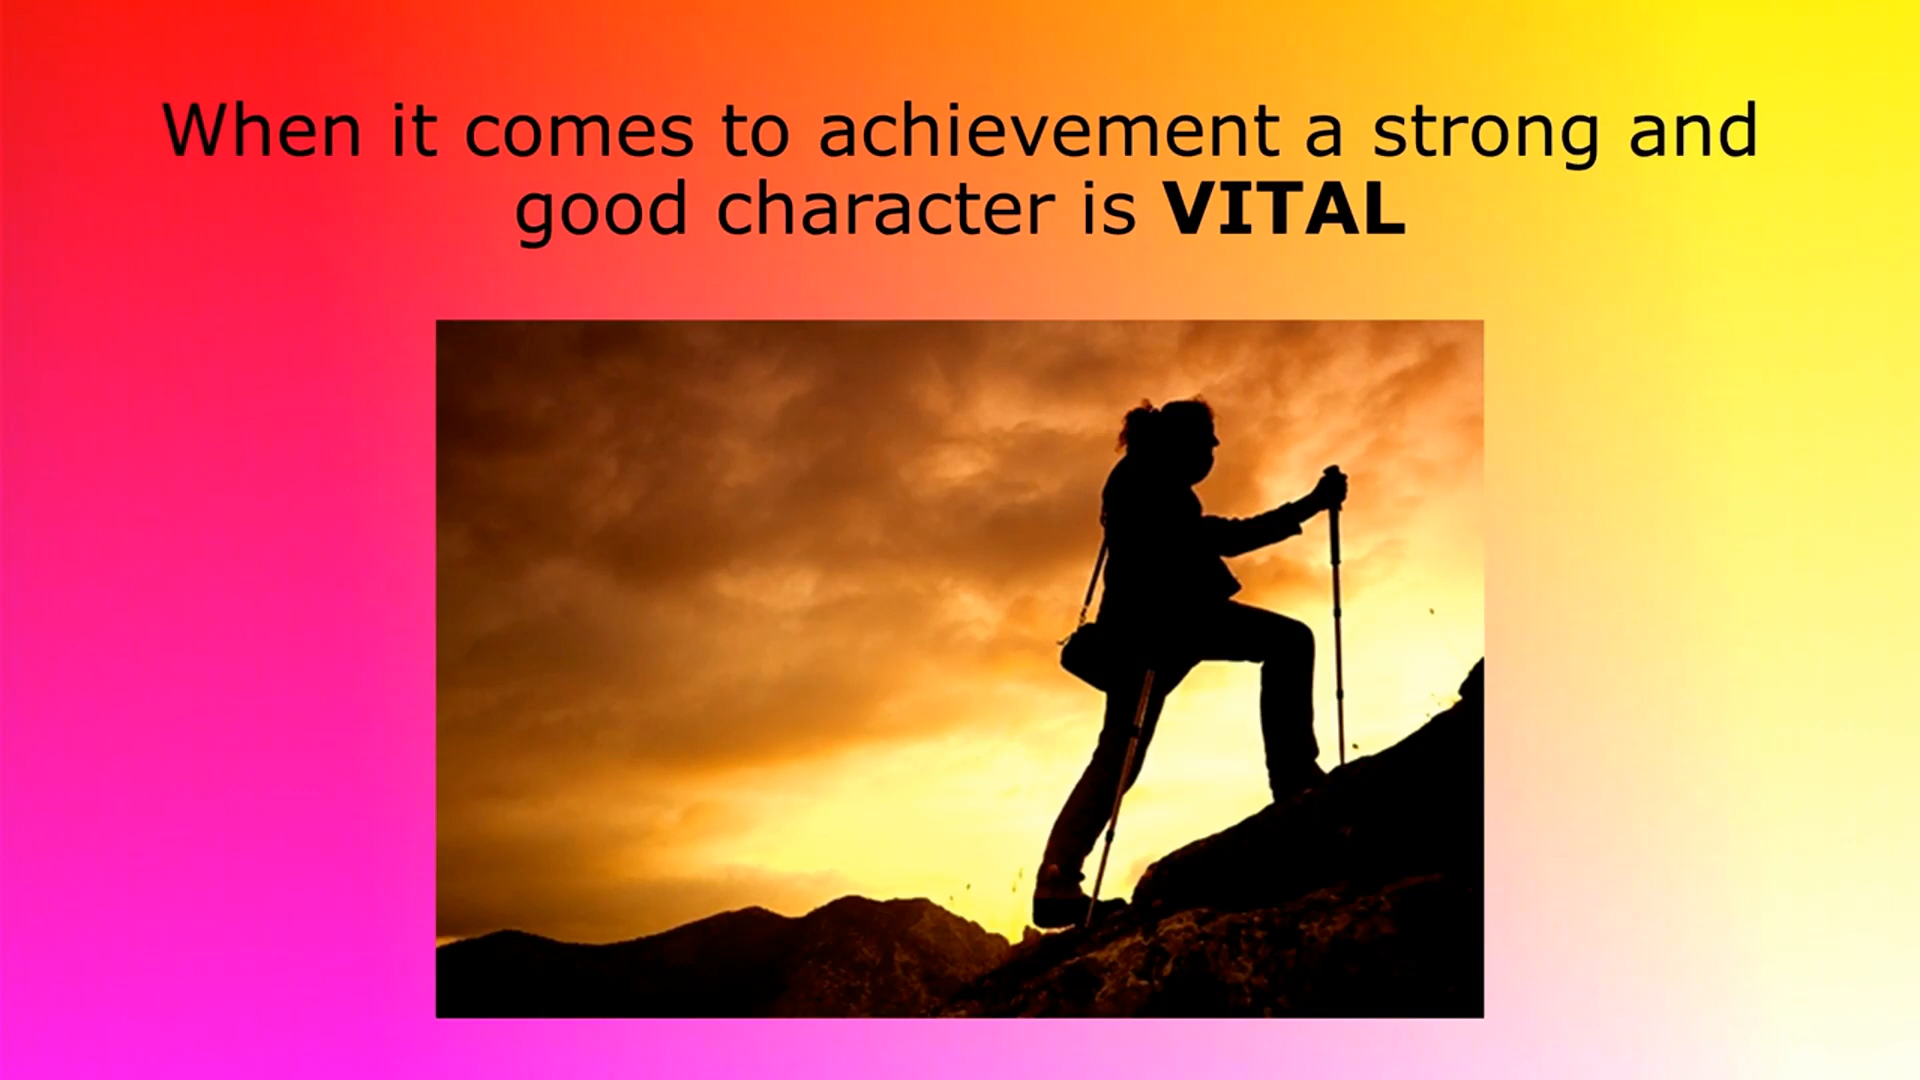 When it comes to achievement a strong and
good character is VITAL